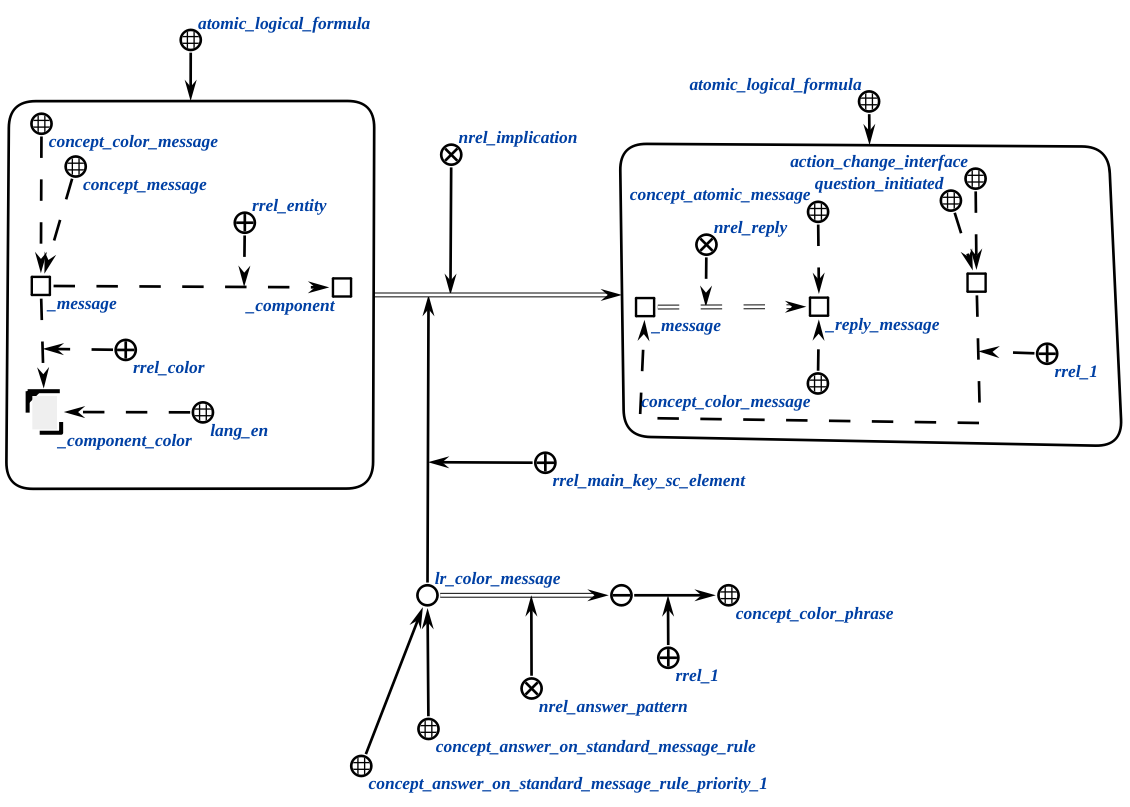 atomic_logical_formula
concept_color_message
concept_message
rrel_entity
_message
_component
rrel_color
lang_en
_component_color
nrel_implication
atomic_logical_formula
action_change_interface
question_initiated
concept_atomic_message
nrel_reply
_message
_reply_message
rrel_1
concept_color_message
rrel_main_key_sc_element
lr_color_message
concept_color_phrase
rrel_1
nrel_answer_pattern
concept_answer_on_standard_message_rule
concept_answer_on_standard_message_rule_priority_1